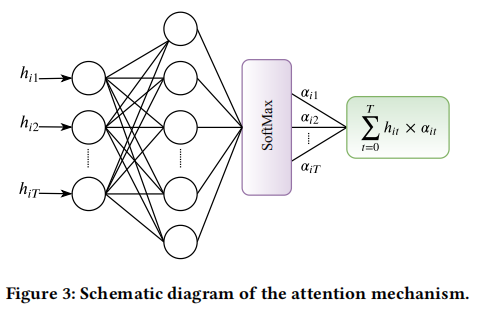 h_{i1}
h_{i2}
h_{iT}
SoftMax
α_{i1}
α_{i2}
α_{iT}
\sum_{t=0}^{T} h_{it} × α_{it}
Figure 3: Schematic diagram of the attention mechanism.